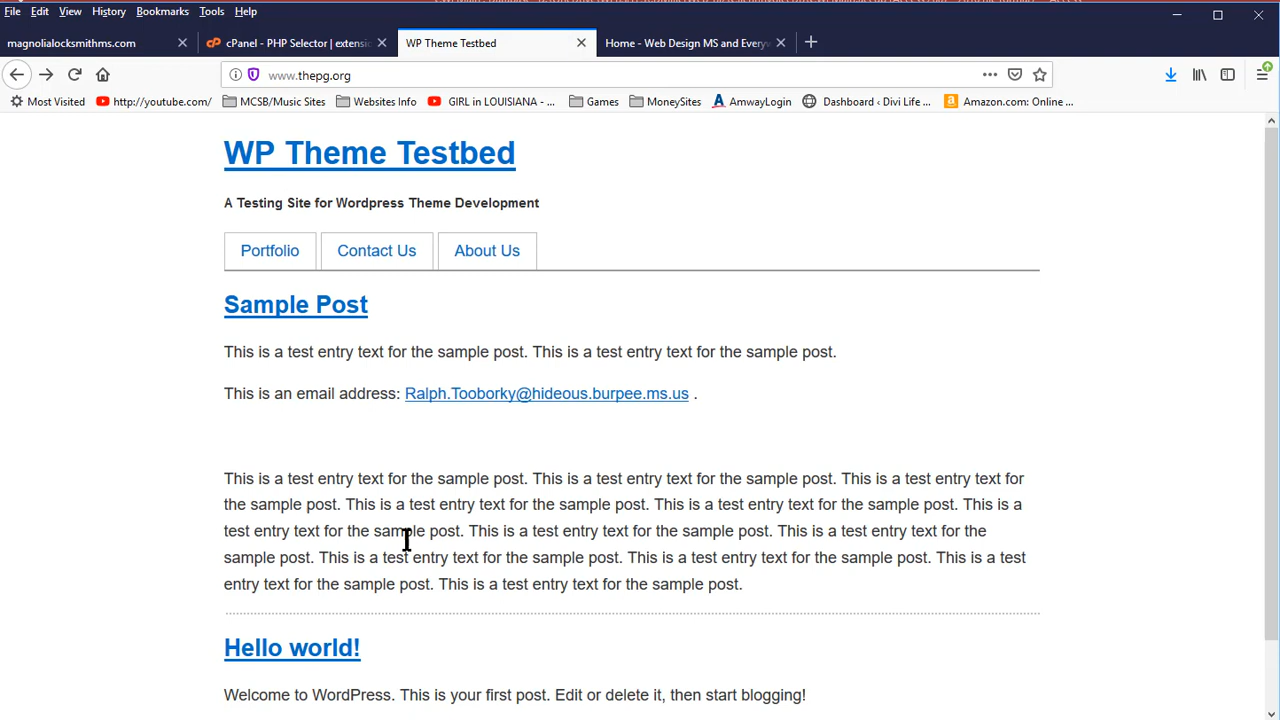 File Edit View History Bookmarks Tools Help
magnolialocksmithms.com cPanel - PHP Selector | extensi WP Theme Testbed Home - Web Design MS and Everyw
www.thepg.org
Most Visited http://youtube.com/ MCSB/Music Sites Websites Info GIRL in LOUISIANA - ... Games MoneySites AmwayLogin Dashboard ‹ Divi Life ... Amazon.com: Online ...
WP Theme Testbed
A Testing Site for Wordpress Theme Development
Portfolio Contact Us About Us
Sample Post
This is a test entry text for the sample post. This is a test entry text for the sample post.
This is an email address: Ralph.Tooborky@hideous.burpee.ms.us .
This is a test entry text for the sample post. This is a test entry text for the sample post. This is a test entry text for
the sample post. This is a test entry text for the sample post. This is a test entry text for the sample post. This is a
test entry text for the sample post. This is a test entry text for the sample post. This is a test entry text for the
sample post. This is a test entry text for the sample post. This is a test entry text for the sample post. This is a test
entry text for the sample post. This is a test entry text for the sample post.
Hello world!
Welcome to WordPress. This is your first post. Edit or delete it, then start blogging!